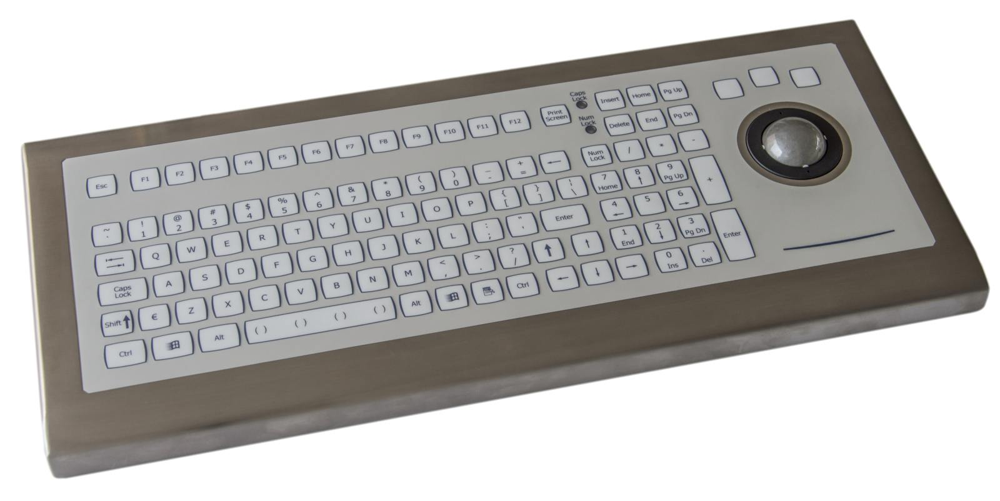 Esc F1 F2 F3 F4 F5 F6 F7 F8 F9 F10 F11 F12
Print
Screen
Caps
Lock
Num
Lock
Insert Home Pg Up
Delete End Pg Dn
~ ! @ # $ % ^ & * ( ) _ + ←
` 1 2 3 4 5 6 7 8 9 0 - =
Num
Lock
/ * -
Q W E R T Y U I O P { } ¦
[ ] \
7 8 9
Home ↑ Pg Up
+
Caps
Lock
A S D F G H J K L : "
; '
Enter
4 5 6
← →
Shift ↑ € Z X C V B N M < > ?
, . /
↑ ↑
1 2 3
End ↓ Pg Dn
Enter
Ctrl Alt ( ) ( ) ( ) ( ) Alt Ctrl ← ↓ →
0 .
Ins Del